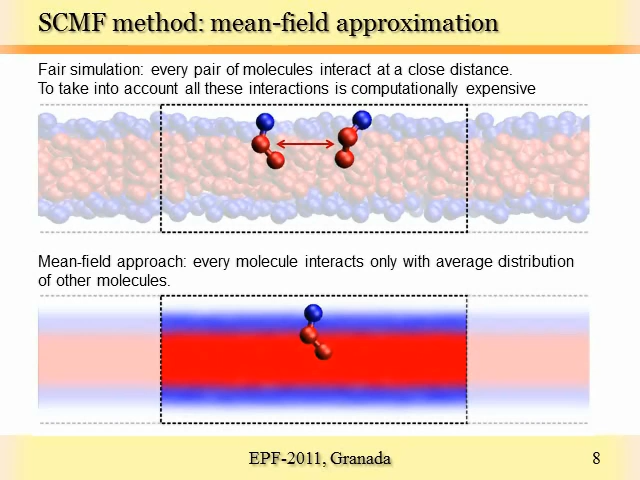 SCMF method: mean-field approximation
Fair simulation: every pair of molecules interact at a close distance.
To take into account all these interactions is computationally expensive
Mean-field approach: every molecule interacts only with average distribution
of other molecules.
EPF-2011, Granada
8